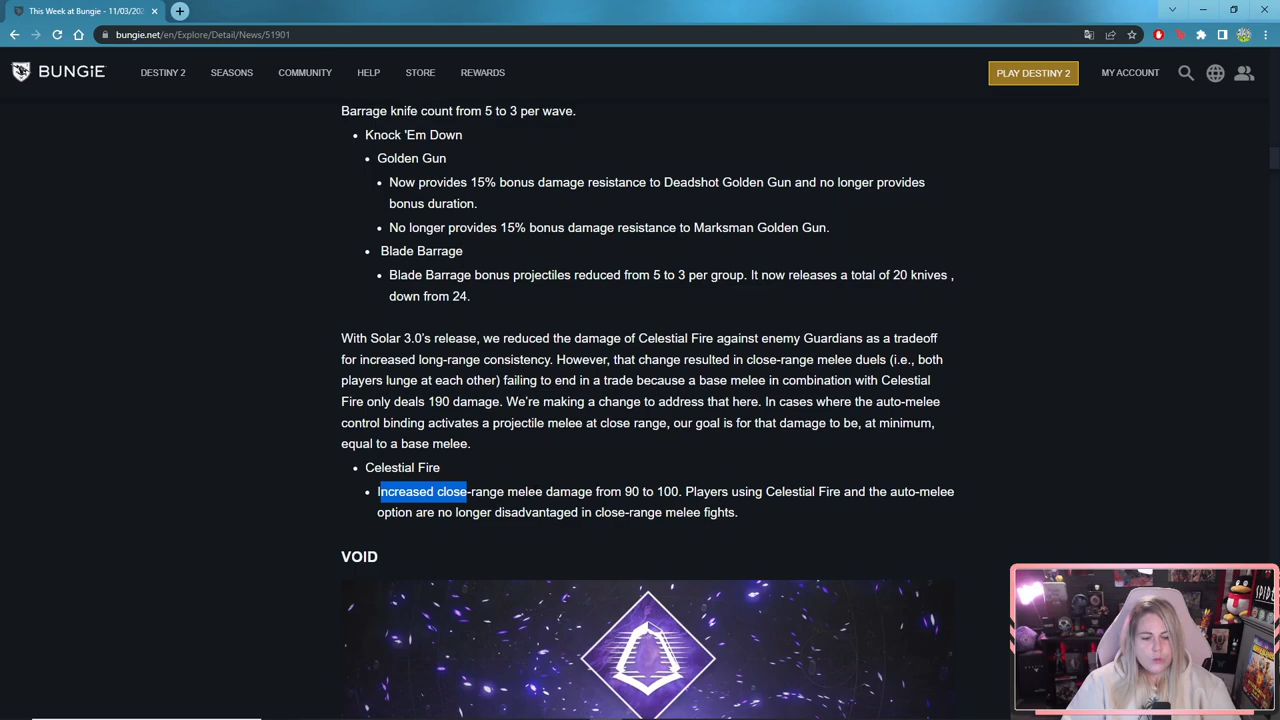 This Week at Bungie - 11/03/202
bungie.net/en/Explore/Detail/News/51901
BUNGiE
DESTINY 2
SEASONS
COMMUNITY
HELP
STORE
REWARDS
PLAY DESTINY 2
MY ACCOUNT
Barrage knife count from 5 to 3 per wave.
Knock 'Em Down
Golden Gun
Now provides 15% bonus damage resistance to Deadshot Golden Gun and no longer provides
bonus duration.
No longer provides 15% bonus damage resistance to Marksman Golden Gun.
Blade Barrage
Blade Barrage bonus projectiles reduced from 5 to 3 per group. It now releases a total of 20 knives ,
down from 24.
With Solar 3.0's release, we reduced the damage of Celestial Fire against enemy Guardians as a tradeoff
for increased long-range consistency. However, that change resulted in close-range melee duels (i.e., both
players lunge at each other) failing to end in a trade because a base melee in combination with Celestial
Fire only deals 190 damage. We're making a change to address that here. In cases where the auto-melee
control binding activates a projectile melee at close range, our goal is for that damage to be, at minimum,
equal to a base melee.
Celestial Fire
Increased close-range melee damage from 90 to 100. Players using Celestial Fire and the auto-melee
option are no longer disadvantaged in close-range melee fights.
VOID